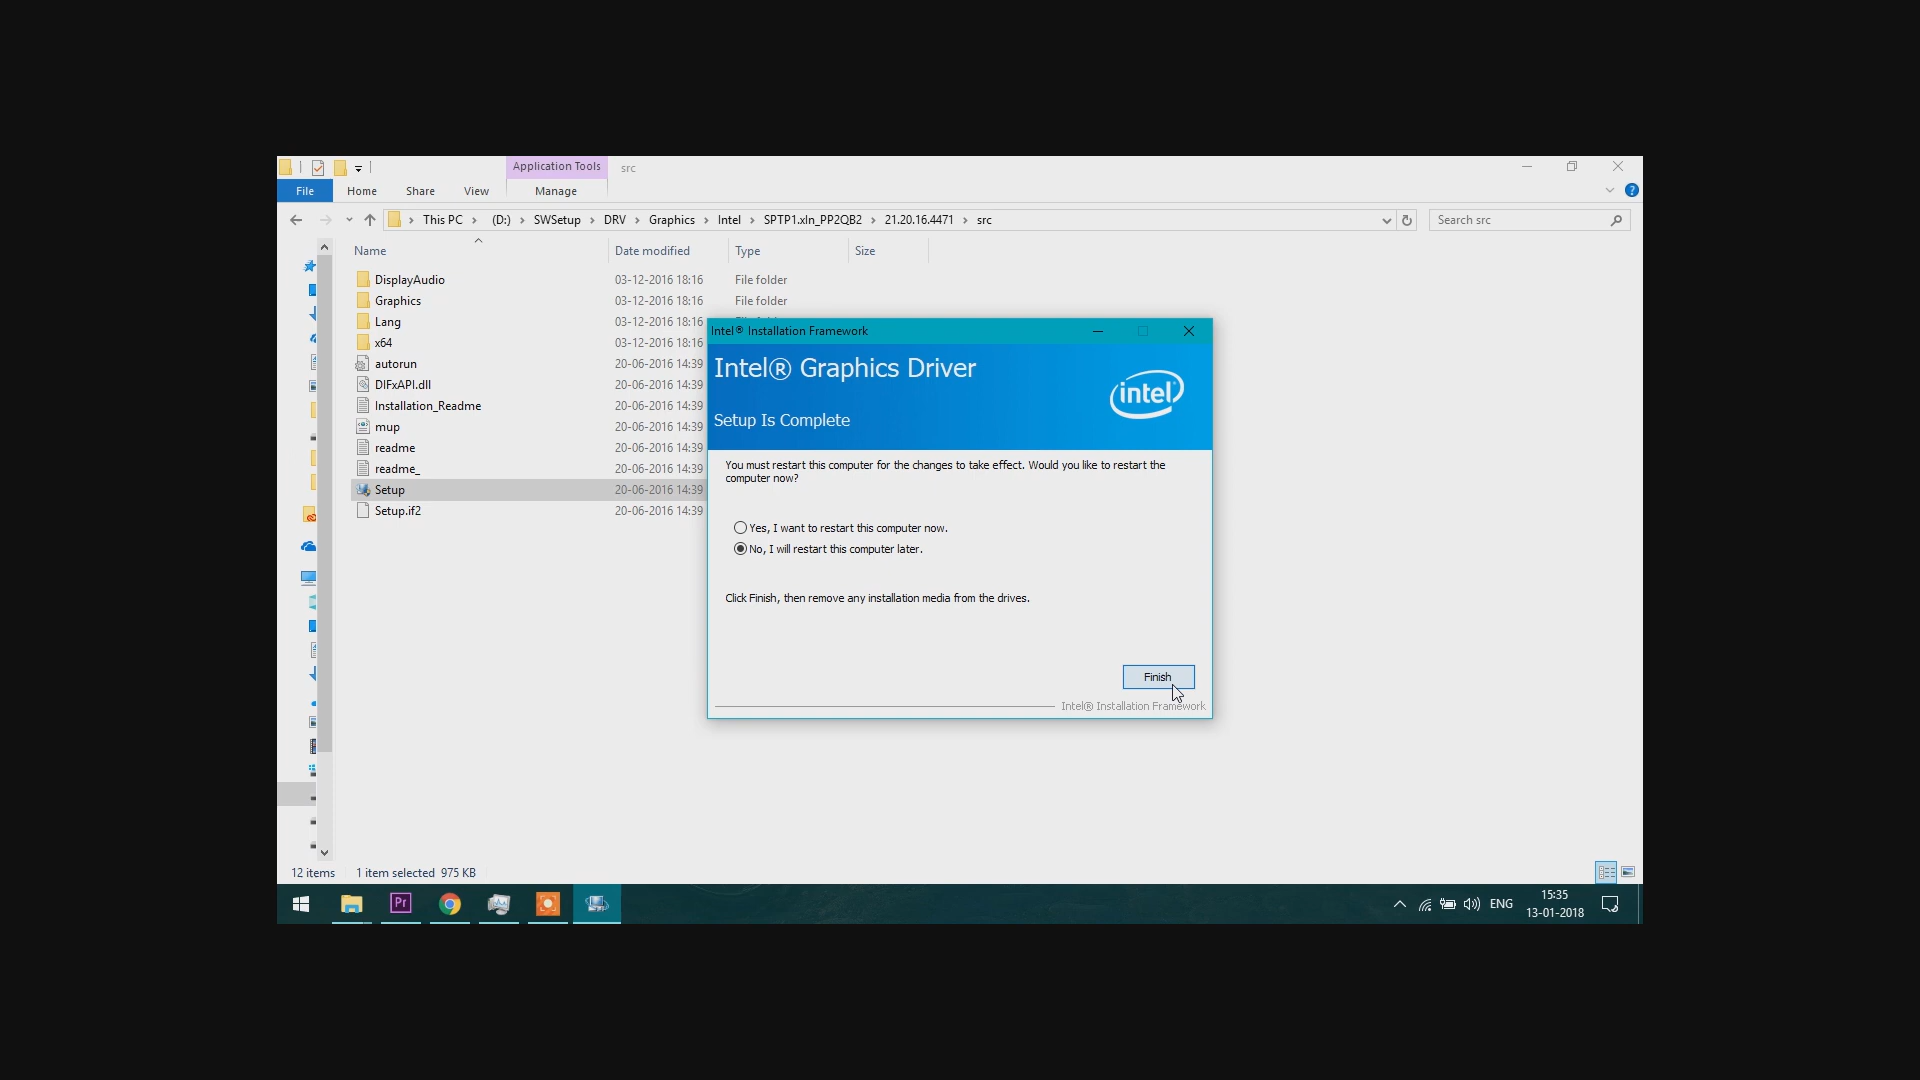 Application Tools
src
File
Home
Share
View
Manage
This PC
(D:)
SWSetup
DRV
Graphics
Intel
SPTP1.xln_PP2QB2
21.20.16.4471
src
Search src
Name
Date modified
Type
Size
DisplayAudio 03-12-2016 18:16 File folder
Graphics 03-12-2016 18:16 File folder
Lang 03-12-2016 18:16
x64 03-12-2016 18:16
autorun 20-06-2016 14:39
DIFxAPI.dll 20-06-2016 14:39
Installation_Readme 20-06-2016 14:39
mup 20-06-2016 14:39
readme 20-06-2016 14:39
readme_ 20-06-2016 14:39
Setup 20-06-2016 14:39
Setup.if2 20-06-2016 14:39
Intel® Installation Framework
Intel® Graphics Driver
intel
Setup Is Complete
You must restart this computer for the changes to take effect. Would you like to restart the
computer now?
Yes, I want to restart this computer now.
No, I will restart this computer later.
Click Finish, then remove any installation media from the drives.
Finish
Intel® Installation Framework
12 items 1 item selected 975 KB
Pr
ENG
15:35
13-01-2018